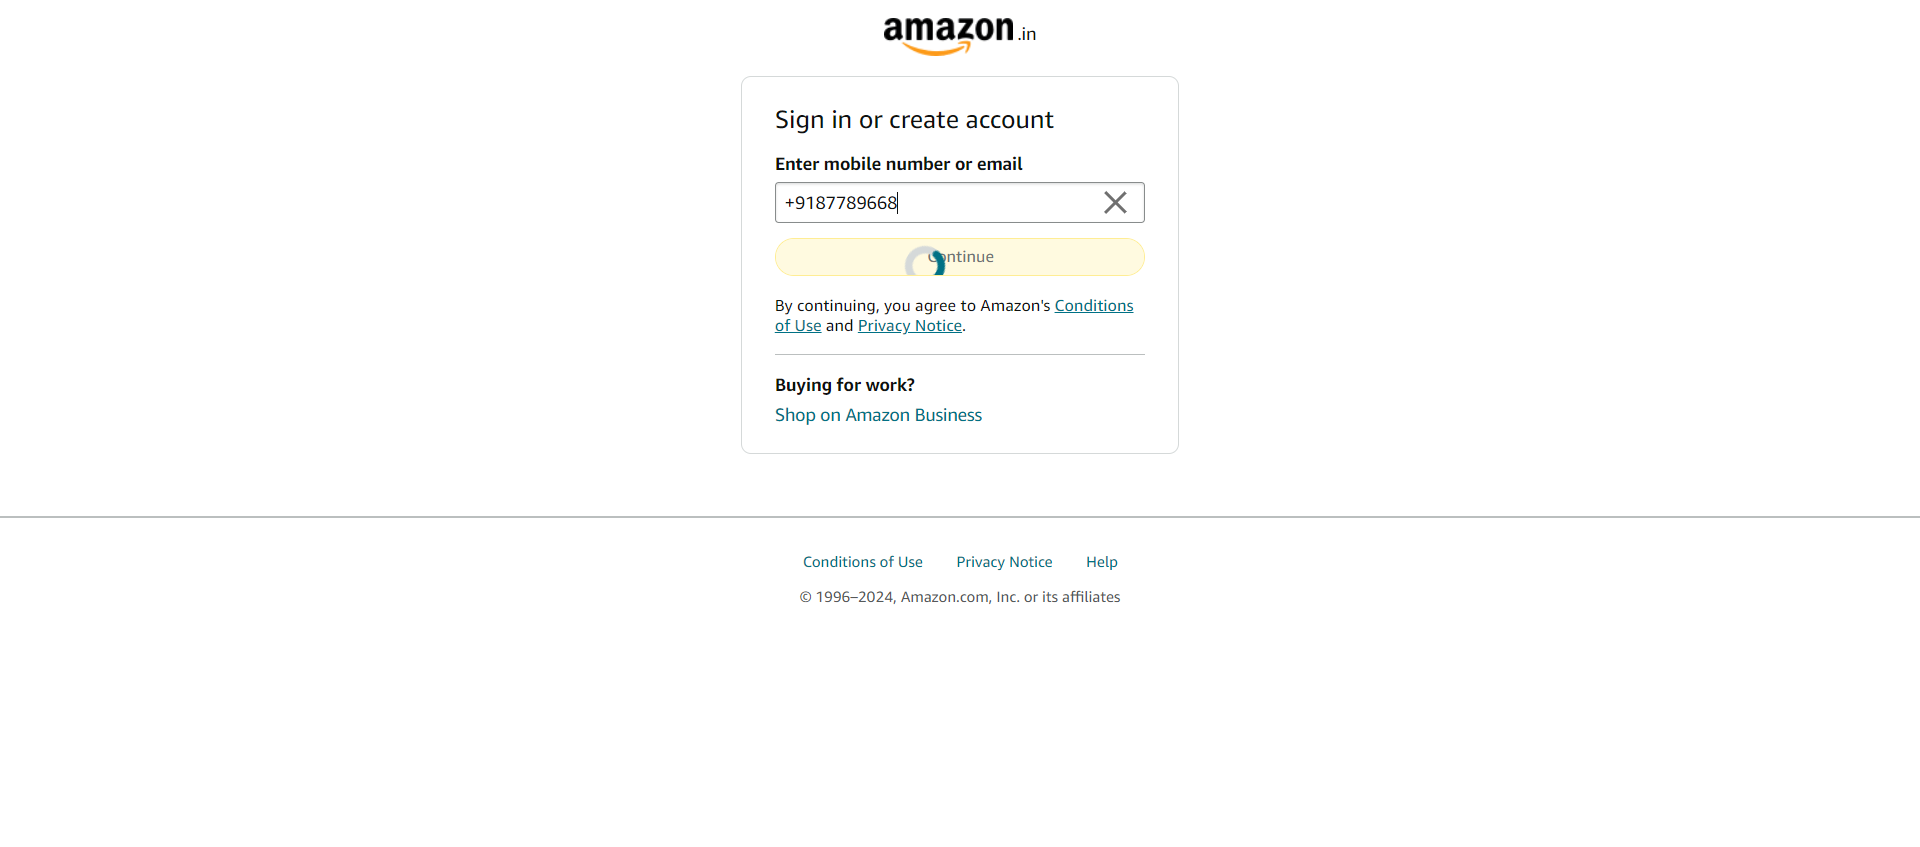 amazon.in
Sign in or create account
Enter mobile number or email
+9187789668
Continue
By continuing, you agree to Amazon's Conditions
of Use and Privacy Notice.
Buying for work?
Shop on Amazon Business
Conditions of Use Privacy Notice Help
© 1996–2024, Amazon.com, Inc. or its affiliates